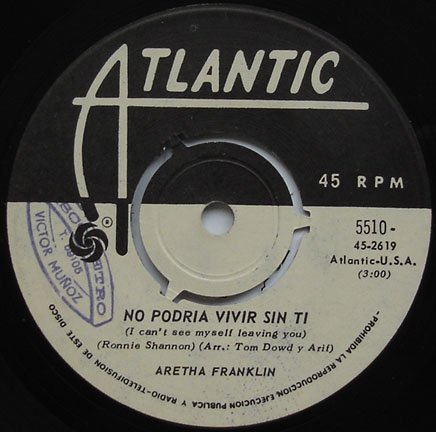 ATLANTIC
45 RPM
®
5510-
45-2619
Atlantic-U.S.A.
(3:00)
VICTOR MUÑOZ
NO PODRIA VIVIR SIN TI
(I can't see myself leaving you)
(Ronnie Shannon) (Arr.: Tom Dowd y Arif)
ARETHA FRANKLIN
-PROHIBIDA LA REPRODUCCION, EJECUCION PUBLICA Y RADIO-TELEDIFUSION DE ESTE DISCO